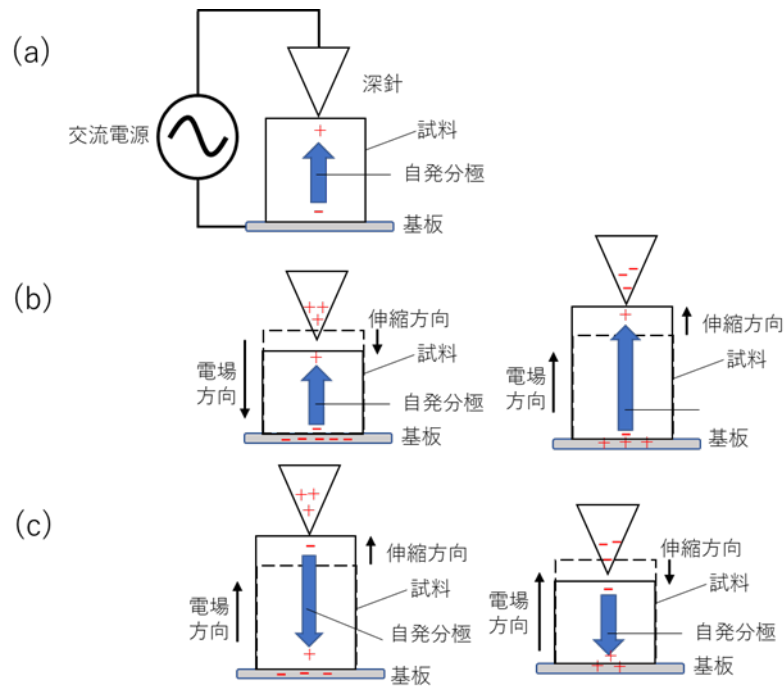 (a)
深針
交流電源
試料
自発分極
基板
(b)
伸縮方向
試料
電場
方向
自発分極
基板
伸縮方向
試料
電場
方向
基板
(c)
伸縮方向
試料
電場
方向
自発分極
基板
伸縮方向
試料
電場
方向
自発分極
基板